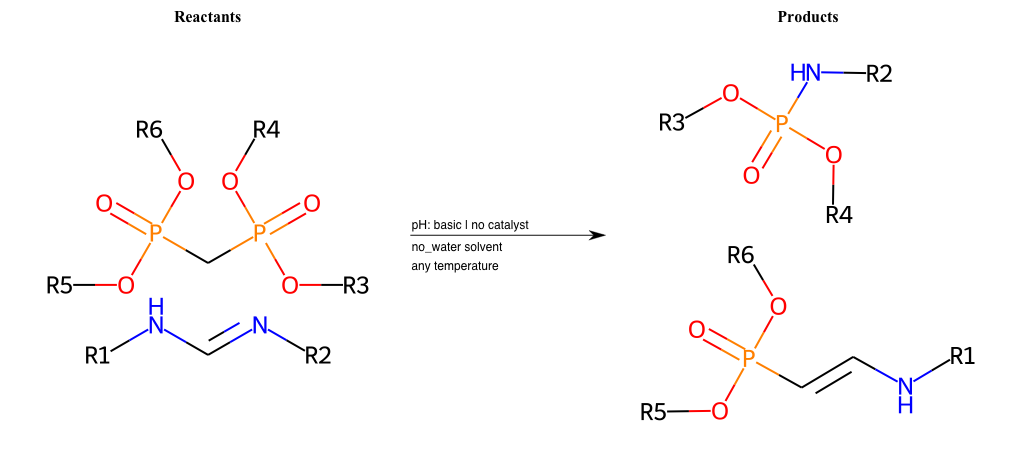 Reactants
Products
HN
R2
O
R3
P
O
O
R4
R6
R4
O
O
O
O
P
P
R5
O
O
R3
pH: basic | no catalyst
no_water solvent
any temperature
H
N
N
R1
R2
R6
O
O
P
R1
N
H
R5
O